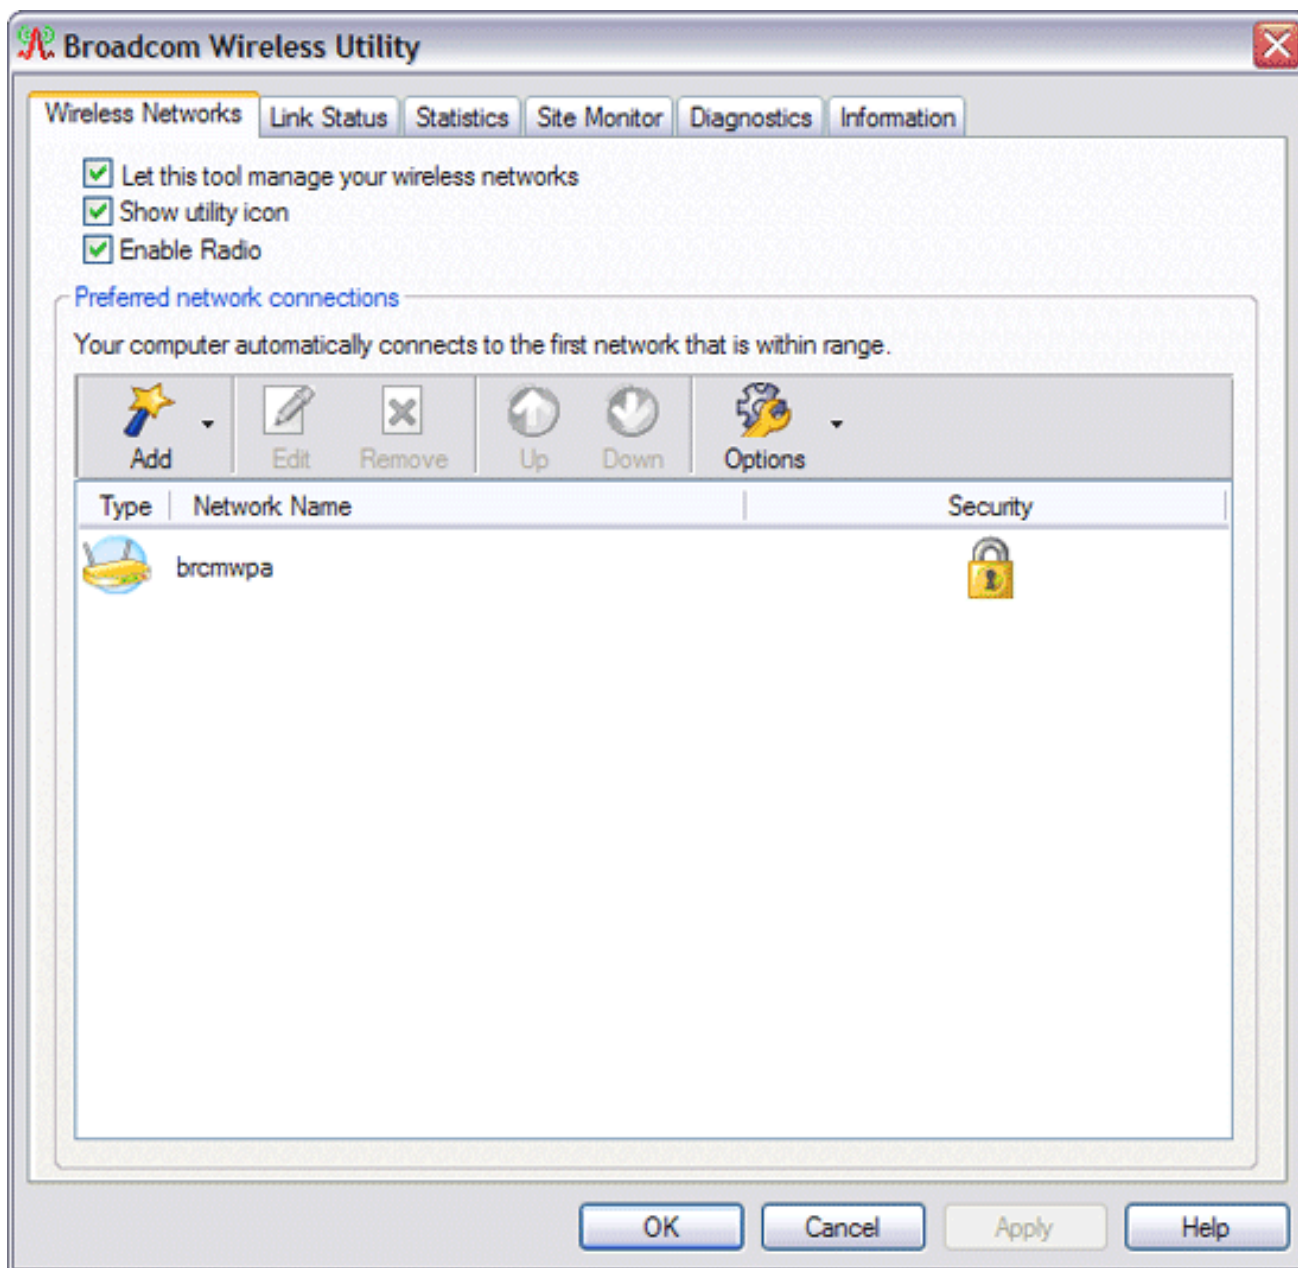 Broadcom Wireless Utility
Wireless Networks Link Status Statistics Site Monitor Diagnostics Information
Let this tool manage your wireless networks
Show utility icon
Enable Radio
Preferred network connections
Your computer automatically connects to the first network that is within range.
Add Edit Remove Up Down Options
Type Network Name Security
brcmwpa
OK Cancel Apply Help